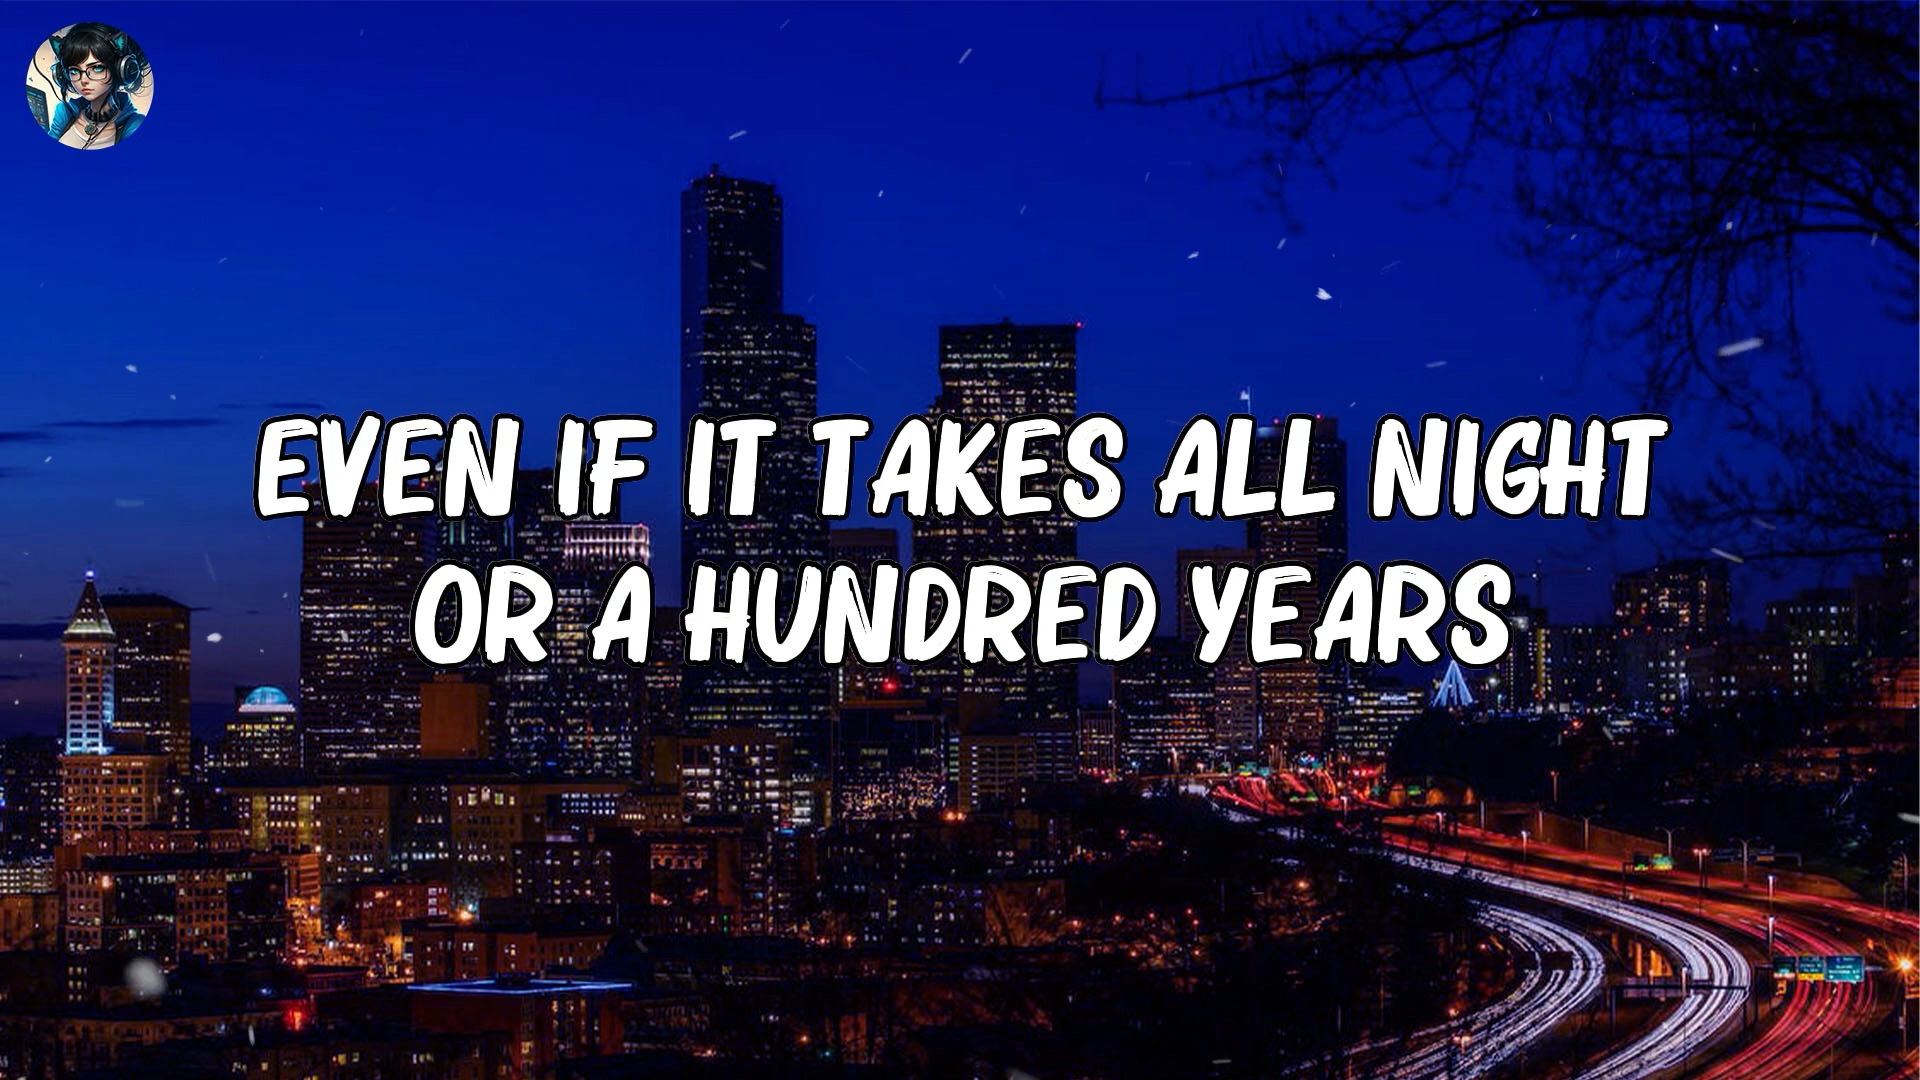 EVEN IF IT TAKES ALL NIGHT
OR A HUNDRED YEARS